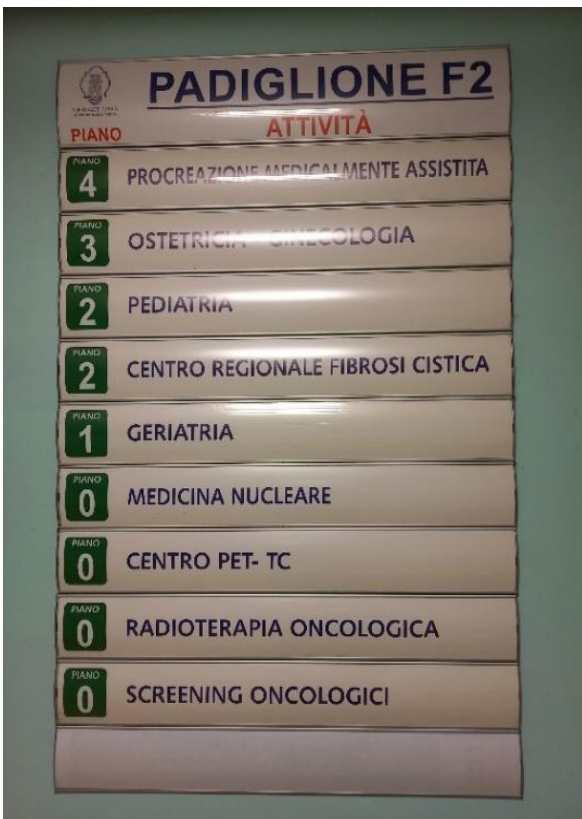 PADIGLIONE F2
PIANO ATTIVITÀ
PIANO 4 PROCREAZIONE MEDICALMENTE ASSISTITA
PIANO 3 OSTETRICIA - GINECOLOGIA
PIANO 2 PEDIATRIA
PIANO 2 CENTRO REGIONALE FIBROSI CISTICA
PIANO 1 GERIATRIA
PIANO 0 MEDICINA NUCLEARE
PIANO 0 CENTRO PET- TC
PIANO 0 RADIOTERAPIA ONCOLOGICA
PIANO 0 SCREENING ONCOLOGICI